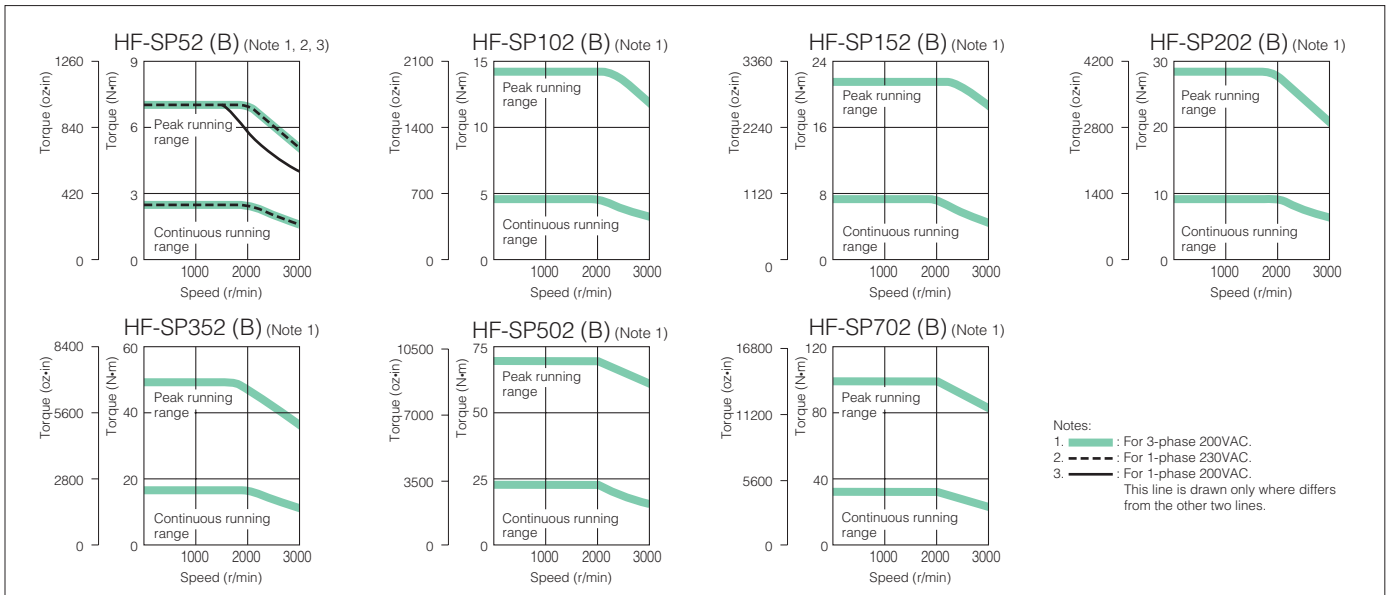 HF-SP52 (B) (Note 1, 2, 3)
Torque (oz•in)
1260
840
420
0
Torque (N•m)
9
6
3
0
Peak running
range
Continuous running
range
1000 2000 3000
Speed (r/min)
HF-SP102 (B) (Note 1)
Torque (oz•in)
2100
1400
700
0
Torque (N•m)
15
10
5
0
Peak running
range
Continuous running
range
1000 2000 3000
Speed (r/min)
HF-SP152 (B) (Note 1)
Torque (oz•in)
3360
2240
1120
0
Torque (N•m)
24
16
8
0
Peak running
range
Continuous running
range
1000 2000 3000
Speed (r/min)
HF-SP202 (B) (Note 1)
Torque (oz•in)
4200
2800
1400
0
Torque (N•m)
30
20
10
0
Peak running
range
Continuous running
range
1000 2000 3000
Speed (r/min)
HF-SP352 (B) (Note 1)
Torque (oz•in)
8400
5600
2800
0
Torque (N•m)
60
40
20
0
Peak running
range
Continuous running
range
1000 2000 3000
Speed (r/min)
HF-SP502 (B) (Note 1)
Torque (oz•in)
10500
7000
3500
0
Torque (N•m)
75
50
25
0
Peak running
range
Continuous running
range
1000 2000 3000
Speed (r/min)
HF-SP702 (B) (Note 1)
Torque (oz•in)
16800
11200
5600
0
Torque (N•m)
120
80
40
0
Peak running
range
Continuous running
range
1000 2000 3000
Speed (r/min)
Notes:
1. : For 3-phase 200VAC.
2. : For 1-phase 230VAC.
3. : For 1-phase 200VAC.
This line is drawn only where differs
from the other two lines.